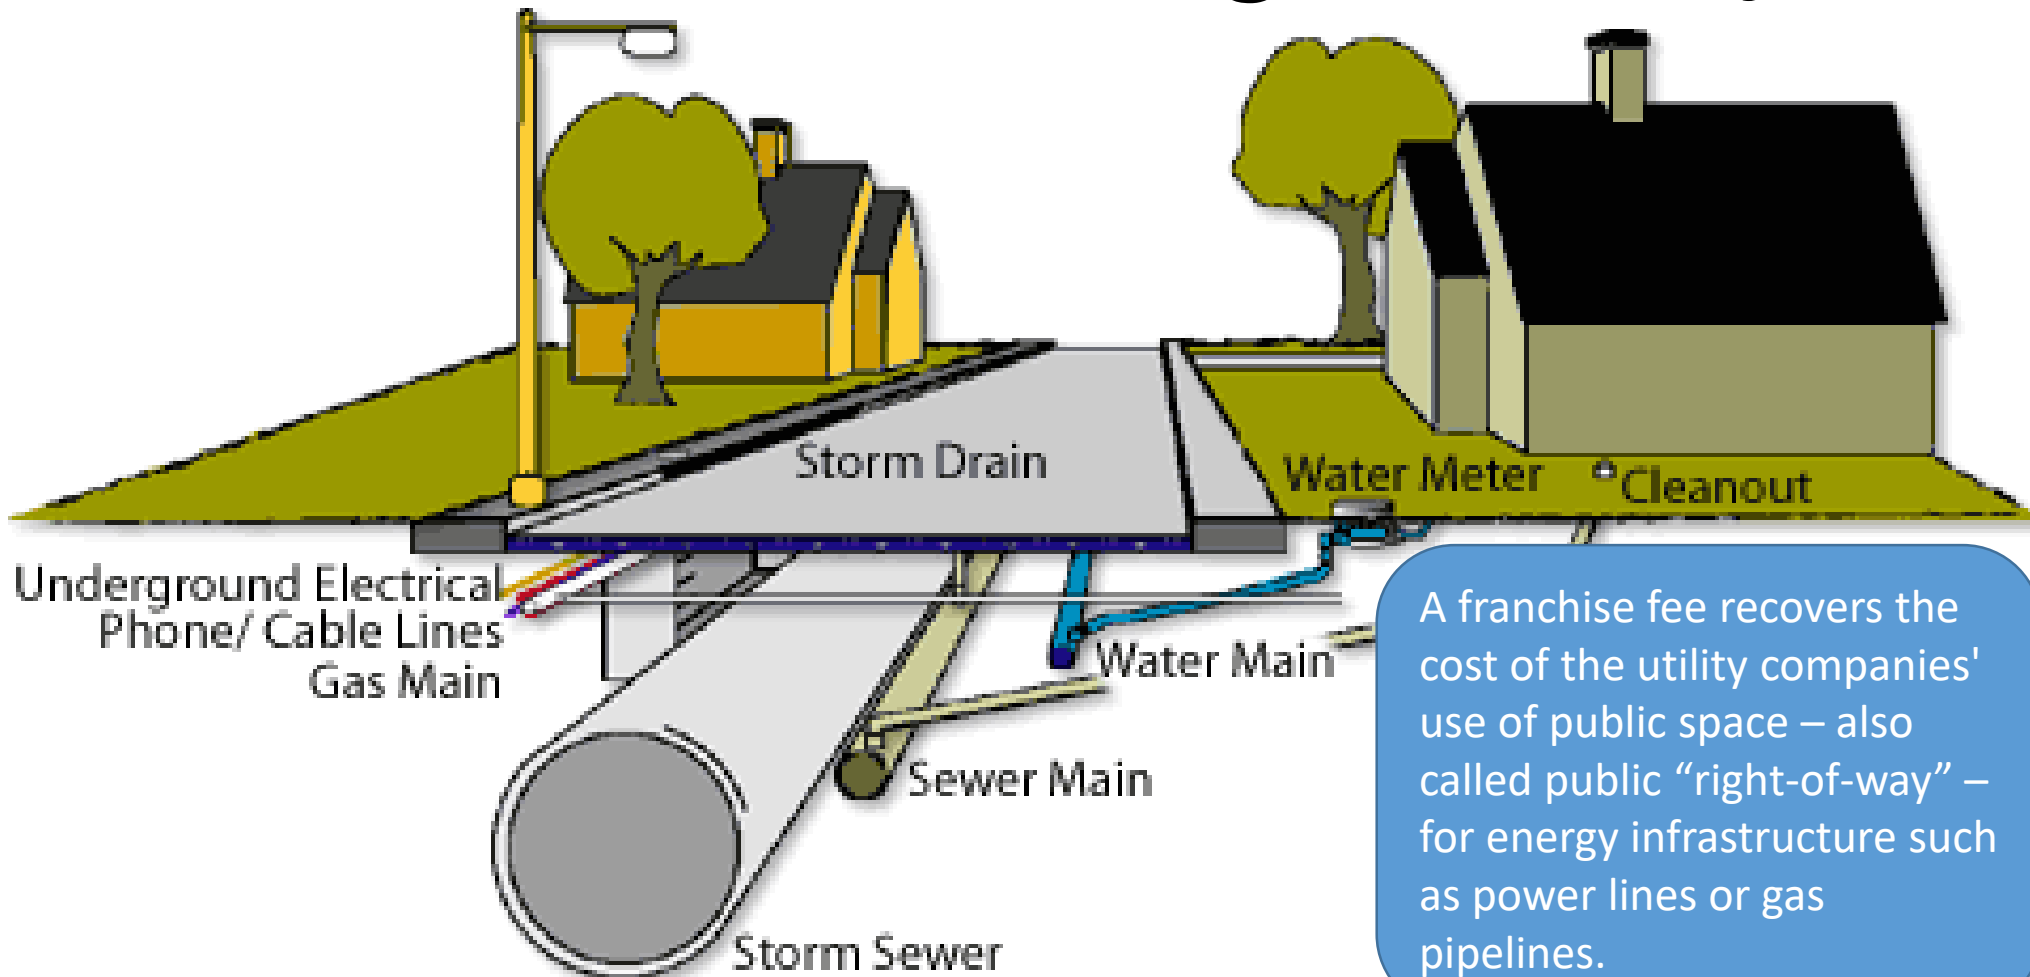 Storm Drain
Water Meter
Cleanout
Underground Electrical
Phone/ Cable Lines
Gas Main
Water Main
Sewer Main
Storm Sewer
A franchise fee recovers the
cost of the utility companies'
use of public space – also
called public “right-of-way” –
for energy infrastructure such
as power lines or gas
pipelines.